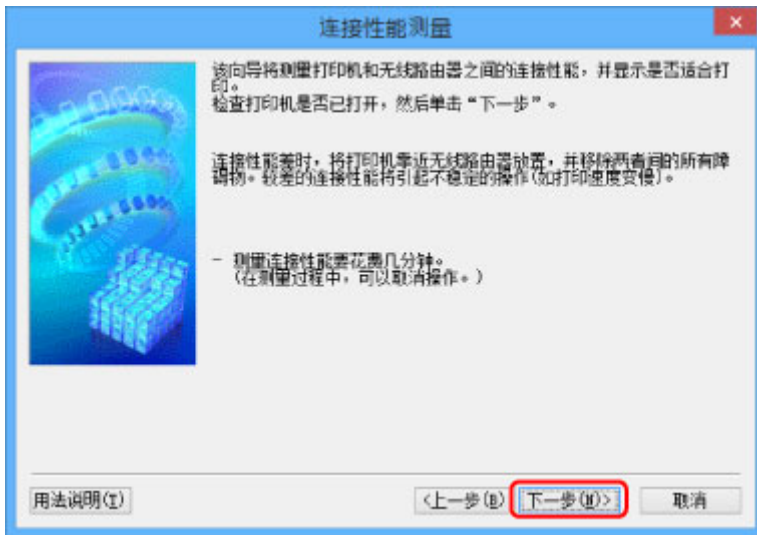 连接性能测量
该向导将测量打印机和无线路由器之间的连接性能，并显示是否适合打
印。
检查打印机是否已打开，然后单击“下一步”。
连接性能差时，将打印机靠近无线路由器放置，并移除两者间的所有障
碍物。较差的连接性能将引起不稳定的操作(如打印速度变慢)。
- 测量连接性能要花费几分钟。
(在测量过程中，可以取消操作。)
用法说明(I)
<上一步(B)
下一步(N)>
取消